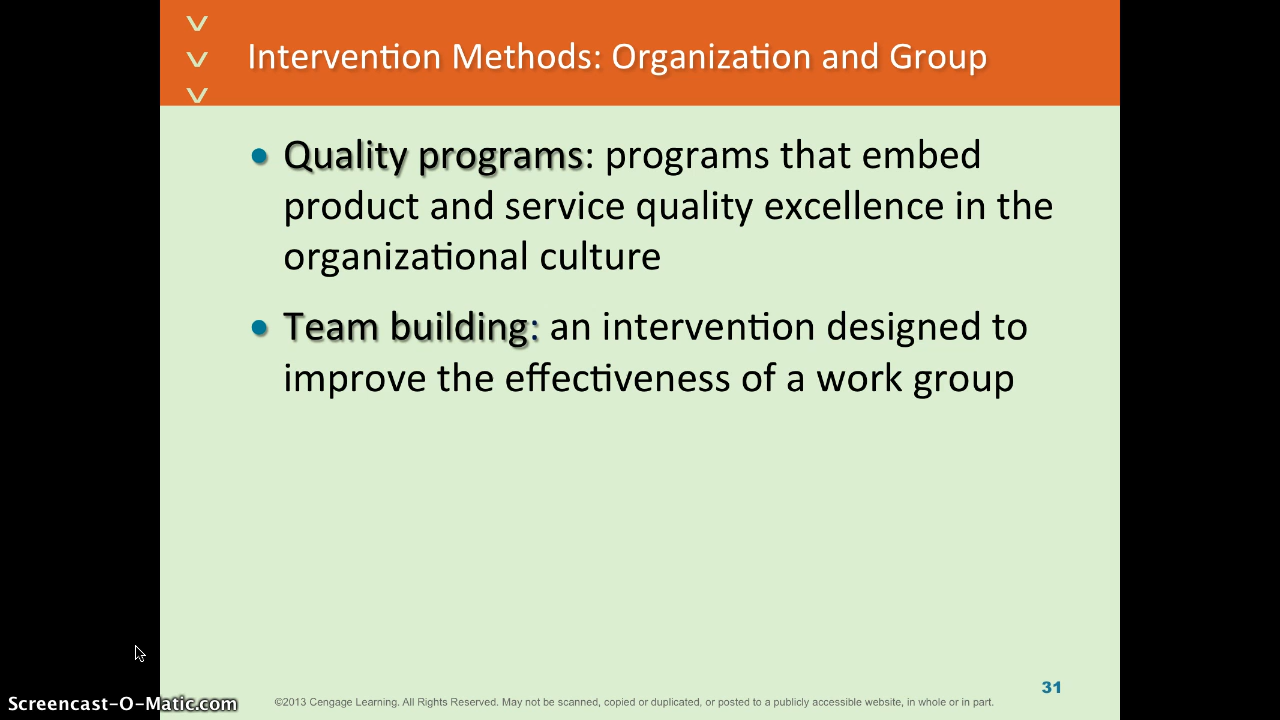 Intervention Methods: Organization and Group
• Quality programs: programs that embed
product and service quality excellence in the
organizational culture
• Team building: an intervention designed to
improve the effectiveness of a work group
31
Screencast-O-Matic.com
©2013 Cengage Learning. All Rights Reserved. May not be scanned, copied or duplicated, or posted to a publicly accessible website, in whole or in part.